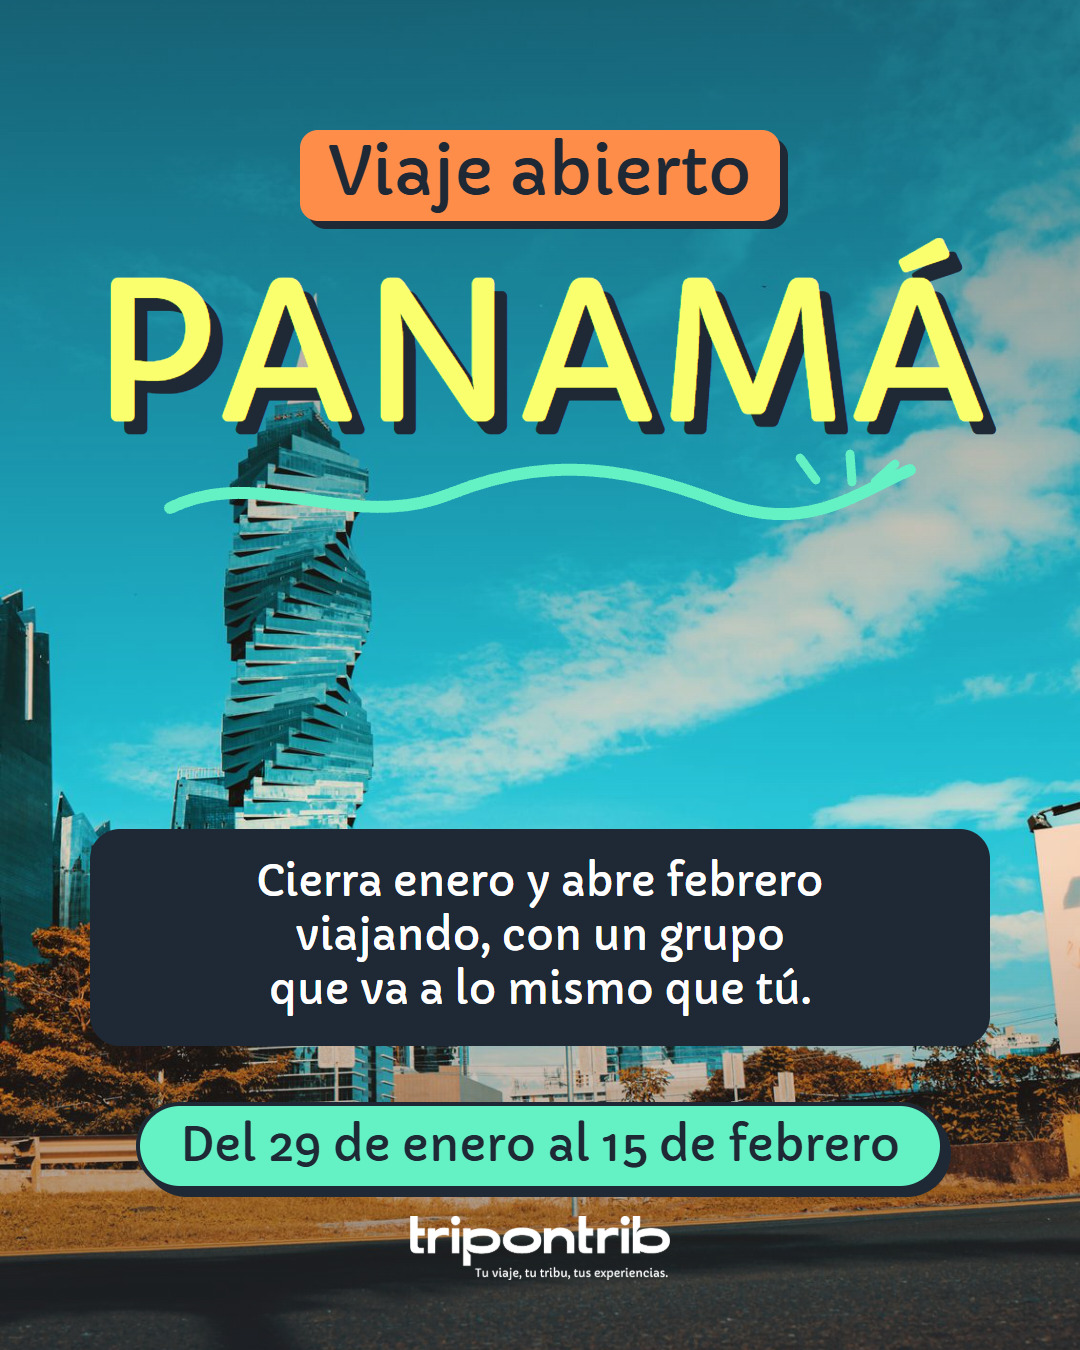 Viaje abierto
PANAMÁ
Cierra enero y abre febrero
viajando, con un grupo
que va a lo mismo que tú.
Del 29 de enero al 15 de febrero
tripontrib
Tu viaje, tu tribu, tus experiencias.